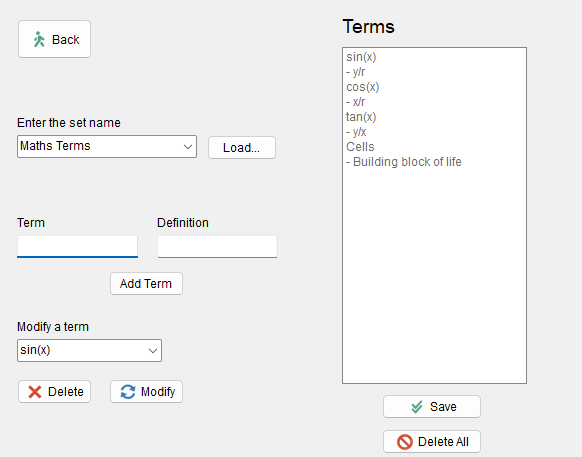 Back
Enter the set name
Maths Terms
Load...
Term
Definition
Add Term
Modify a term
sin(x)
Delete
Modify
Terms
sin(x)
- y/r
cos(x)
- x/r
tan(x)
- y/x
Cells
- Building block of life
Save
Delete All